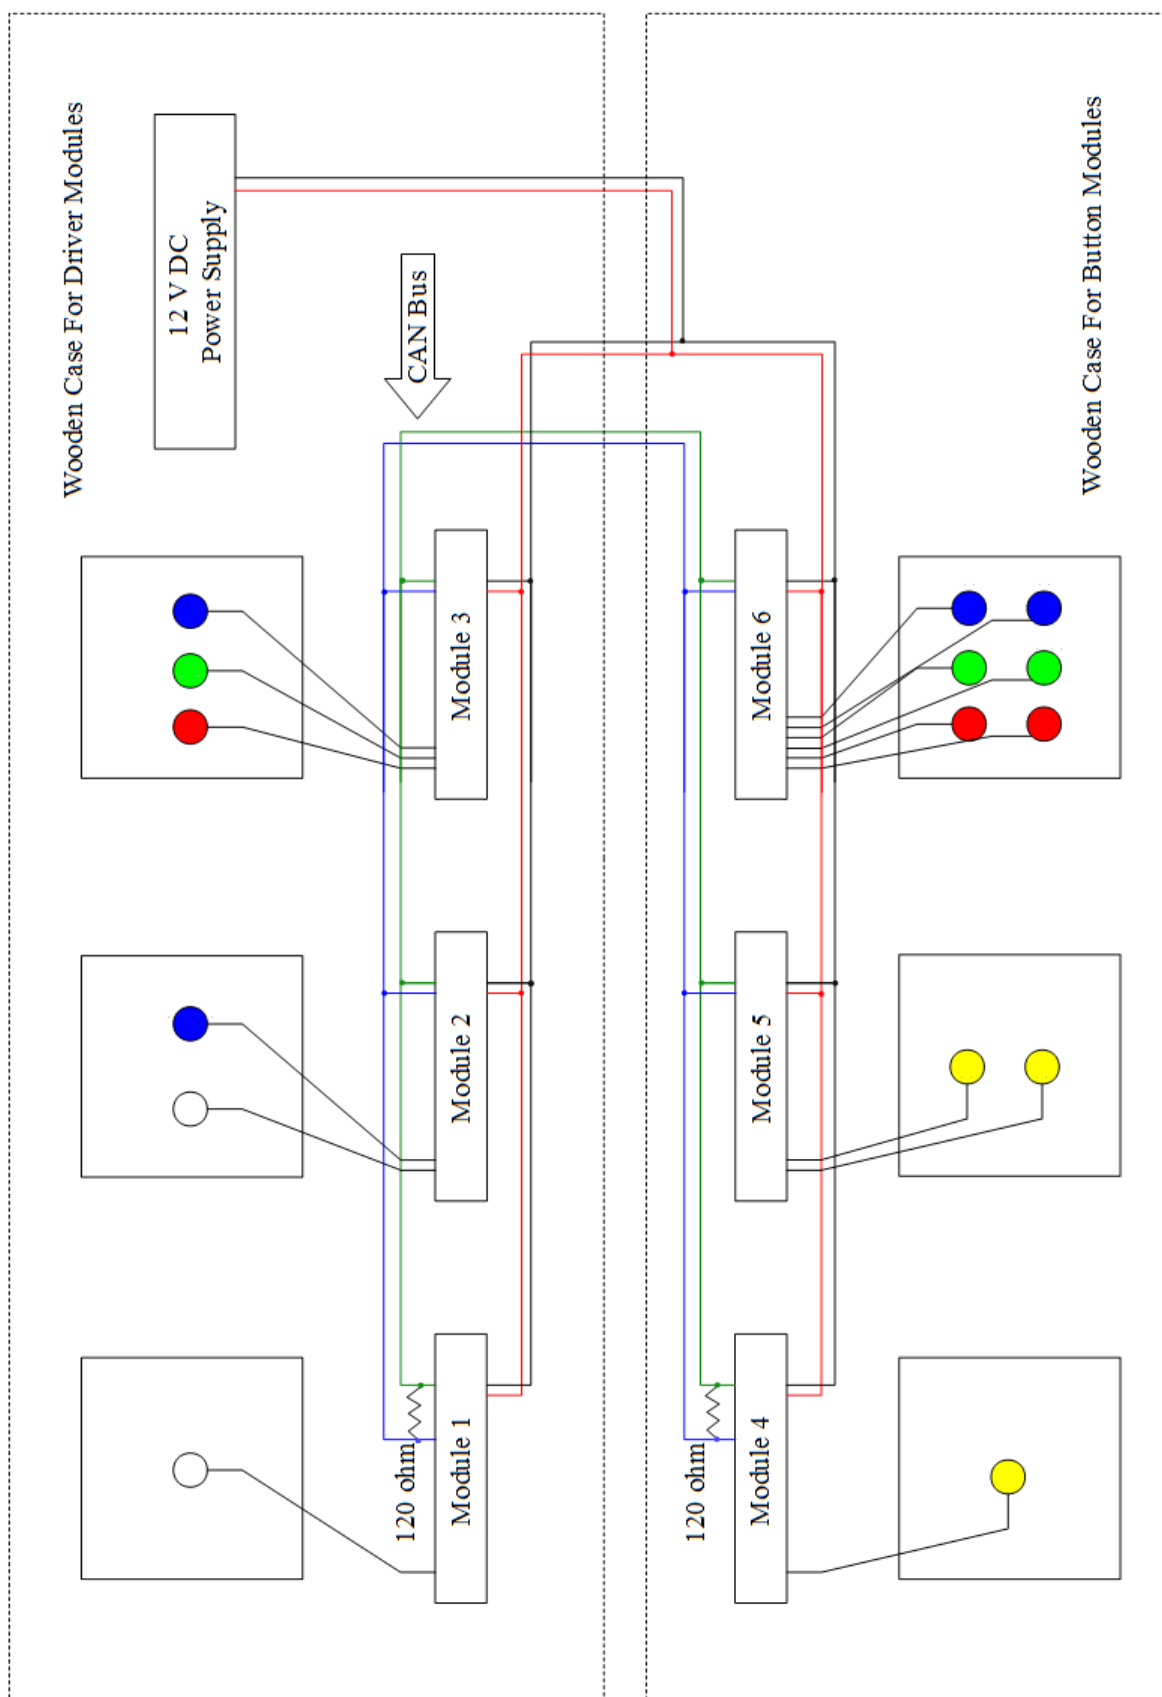 Wooden Case For Driver Modules
12 V DC
Power Supply
CAN Bus
Module 3
Module 2
Module 1
120 ohm
Wooden Case For Button Modules
Module 6
Module 5
Module 4
120 ohm